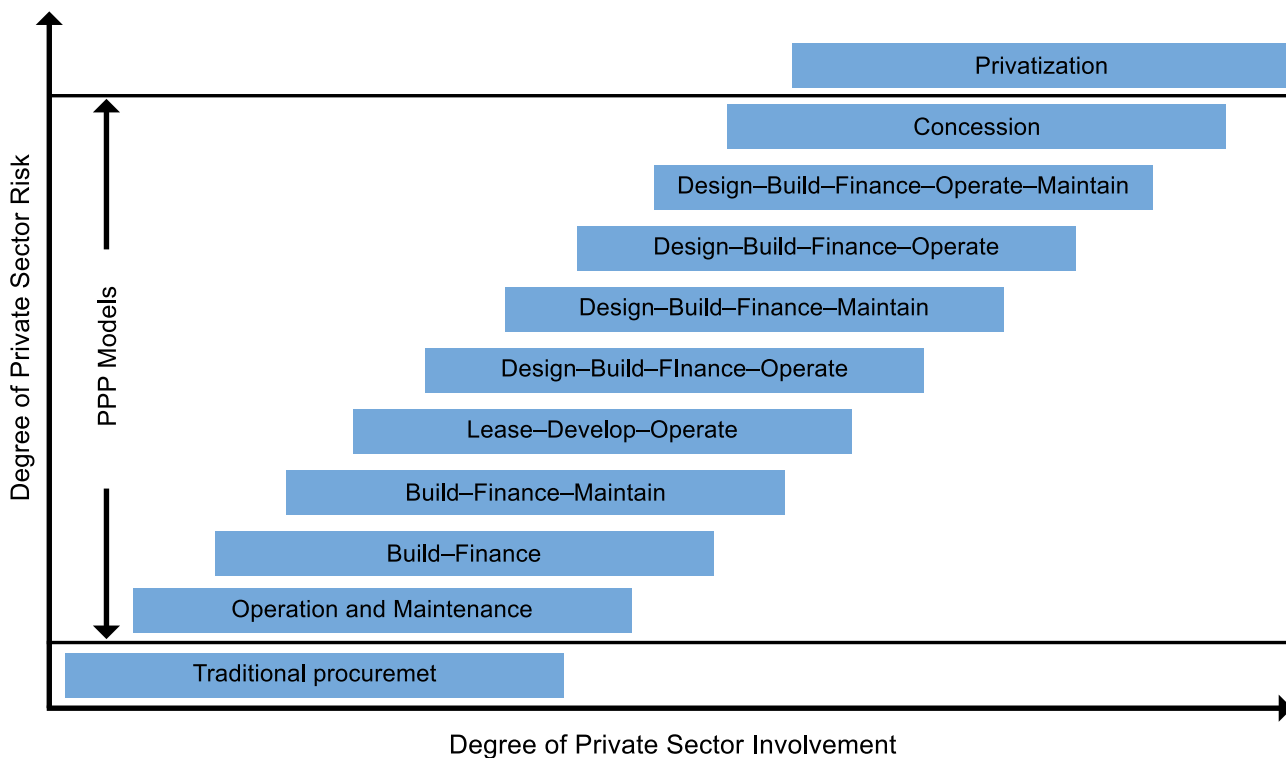 Privatization
Concession
Design–Build–Finance–Operate–Maintain
Design–Build–Finance–Operate
Design–Build–Finance–Maintain
Design–Build–FInance–Operate
Lease–Develop–Operate
Build–Finance–Maintain
Build–Finance
Operation and Maintenance
Traditional procuremet
PPP Models
Degree of Private Sector Risk
Degree of Private Sector Involvement